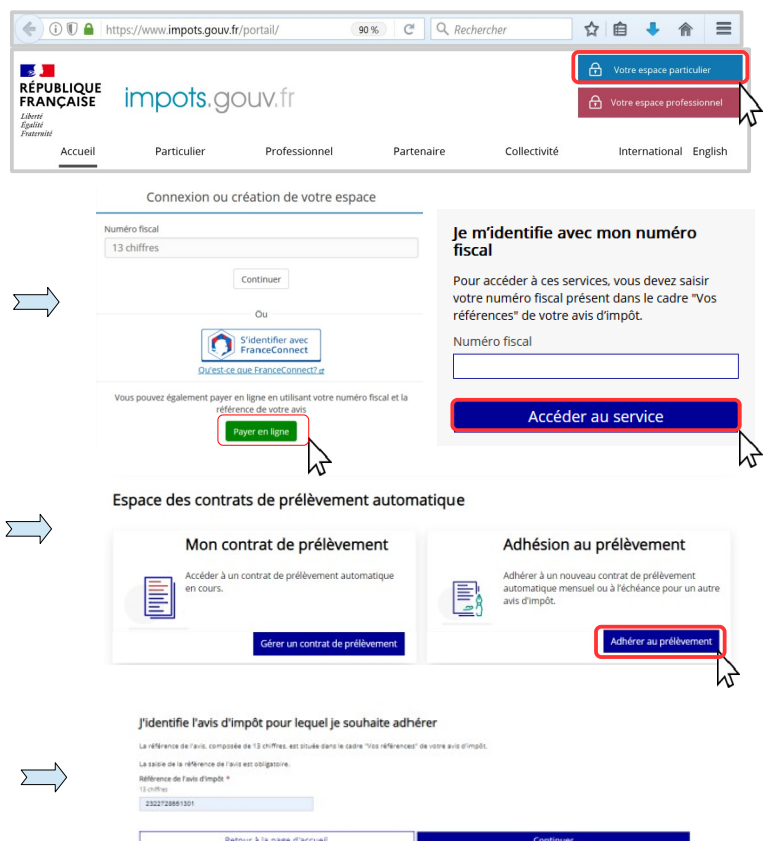 https://www.impots.gouv.fr/portail/
90 %
Rechercher
RÉPUBLIQUE
FRANÇAISE
Liberté
Égalité
Fraternité
impots.gouv.fr
Votre espace particulier
Votre espace professionnel
Accueil
Particulier
Professionnel
Partenaire
Collectivité
International
English
Connexion ou création de votre espace
Numéro fiscal
13 chiffres
Continuer
Ou
S'identifier avec
FranceConnect
Qu'est-ce que FranceConnect?
Vous pouvez également payer en ligne en utilisant votre numéro fiscal et la
référence de votre avis
Payer en ligne
Je m'identifie avec mon numéro
fiscal
Pour accéder à ces services, vous devez saisir
votre numéro fiscal présent dans le cadre "Vos
références" de votre avis d'impôt.
Numéro fiscal
Accéder au service
Espace des contrats de prélèvement automatique
Mon contrat de prélèvement
Accéder à un contrat de prélèvement automatique
en cours.
Gérer un contrat de prélèvement
Adhésion au prélèvement
Adhérer à un nouveau contrat de prélèvement
automatique mensuel ou à l'échéance pour un autre
avis d'impôt.
Adhérer au prélèvement
J'identifie l'avis d'impôt pour lequel je souhaite adhérer
La référence de l'avis, composée de 13 chiffres, est située dans le cadre "Vos références" de votre avis d'impôt.
La saisie de la référence de l'avis est obligatoire.
Référence de l'avis d'impôt *
13 chiffres
2322728661301
Retour à la page d'accueil
Continuer